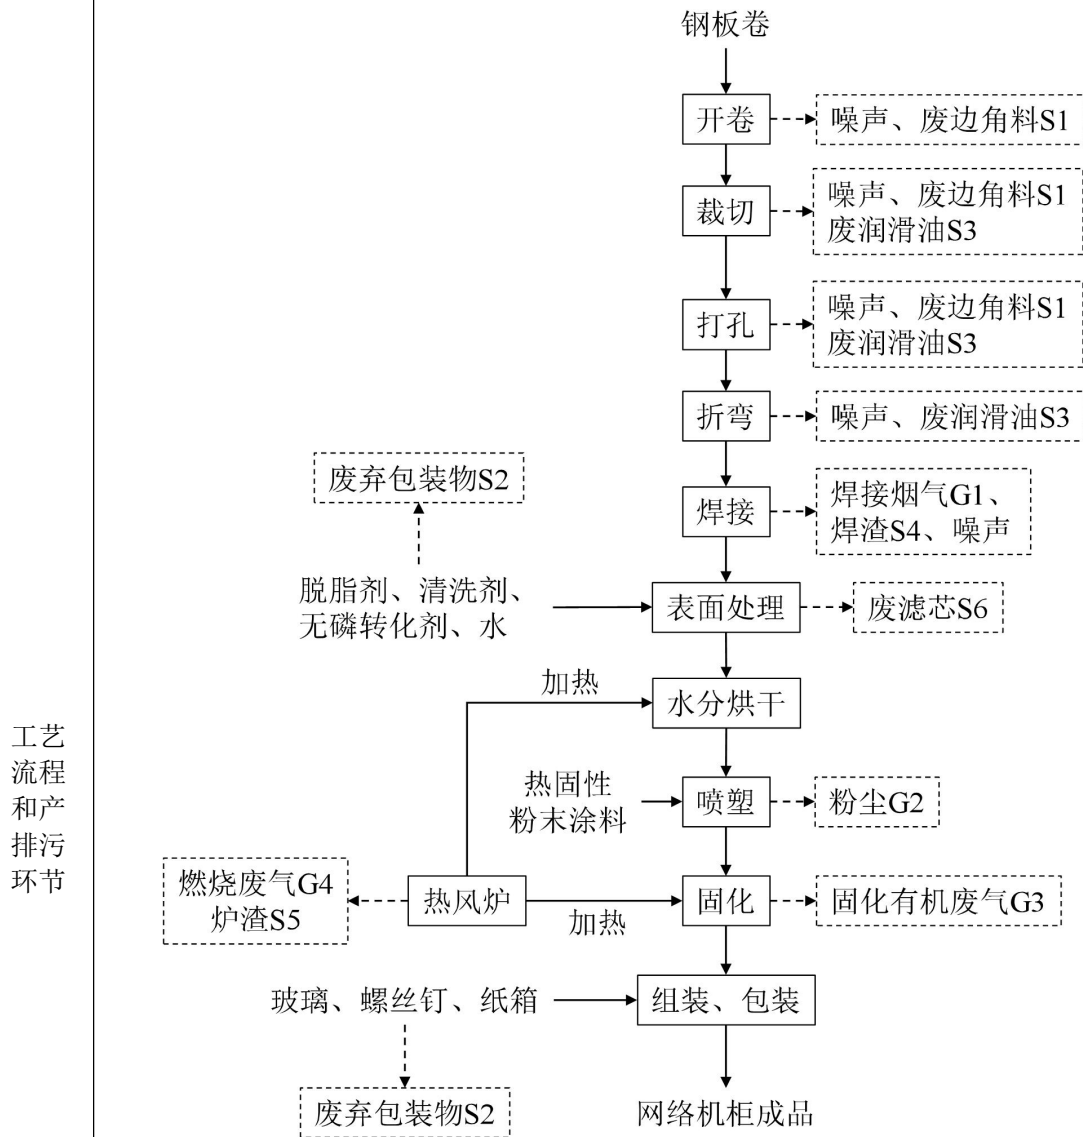 钢板卷
开卷
噪声、废边角料S1
裁切
噪声、废边角料S1
废润滑油S3
打孔
噪声、废边角料S1
废润滑油S3
折弯
噪声、废润滑油S3
废弃包装物S2
焊接
焊接烟气G1、
焊渣S4、噪声
脱脂剂、清洗剂、
无磷转化剂、水
表面处理
废滤芯S6
加热
水分烘干
工艺
流程
和产
排污
环节
热固性
粉末涂料
喷塑
粉尘G2
燃烧废气G4
炉渣S5
热风炉
加热
固化
固化有机废气G3
玻璃、螺丝钉、纸箱
组装、包装
废弃包装物S2
网络机柜成品